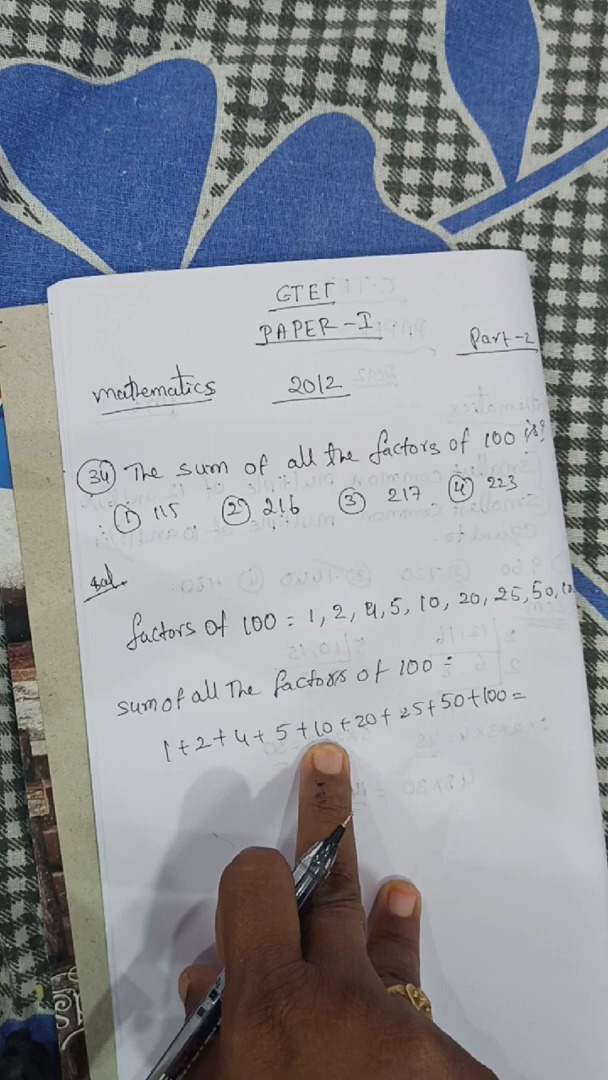 CTET
PAPER-I
Part-2
mathematics 2012
34 The sum of all the factors of 100 is?
1 115 2 216 3 217 4 223
Sol.
factors of 100 = 1, 2, 4, 5, 10, 20, 25, 50, 10
sum of all The factors of 100 =
1+2+4+5+10+20+25+50+100=